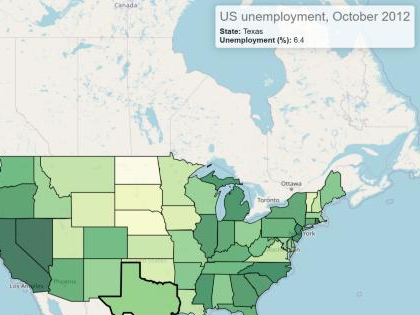 Canada
US unemployment, October 2012
State: Texas
Unemployment (%): 6.4
Ottawa
Toronto
York
Los Angeles
Phoenix